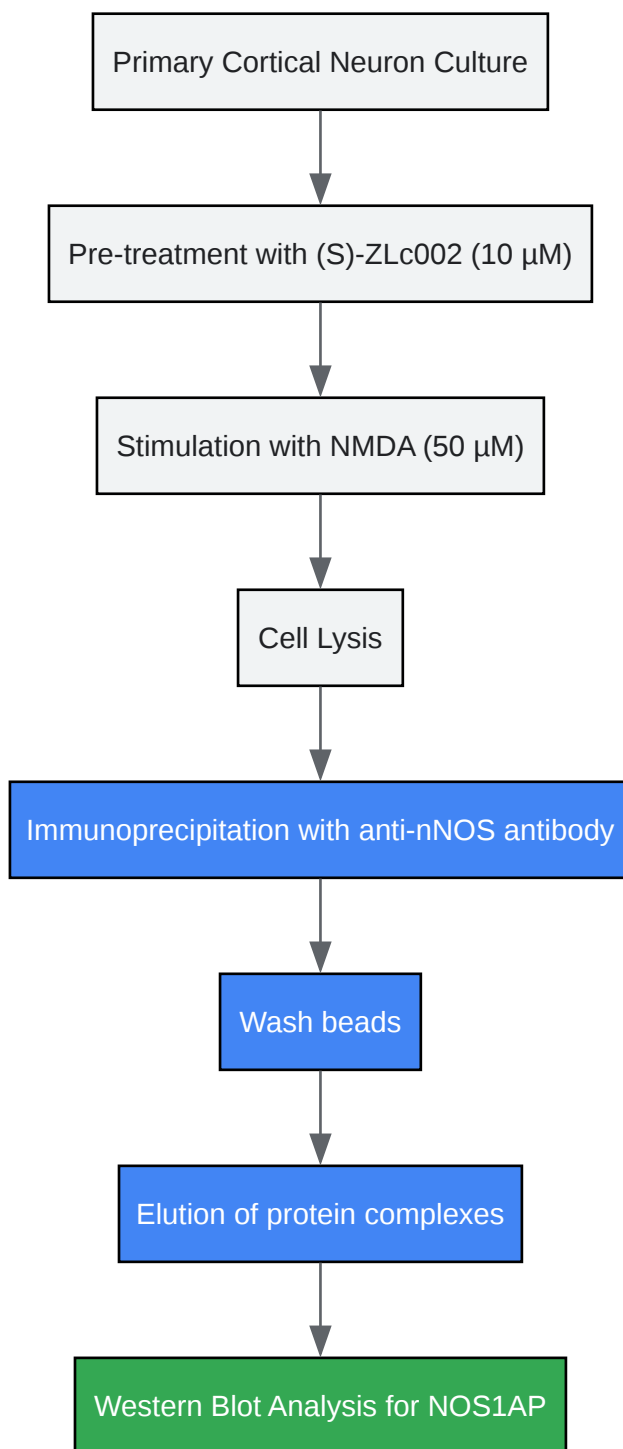 Primary Cortical Neuron Culture
Pre-treatment with (S)-ZLc002 (10 µM)
Stimulation with NMDA (50 µM)
Cell Lysis
Immunoprecipitation with anti-nNOS antibody
Wash beads
Elution of protein complexes
Western Blot Analysis for NOS1AP